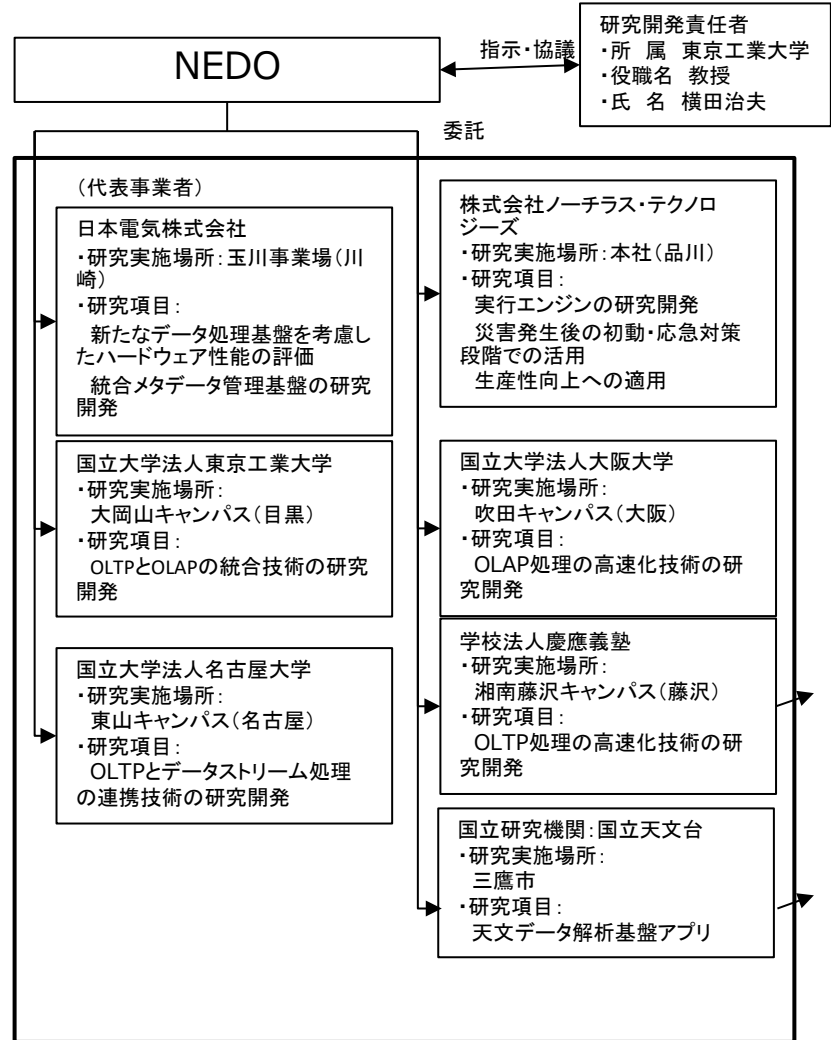 NEDO
指示・協議
研究開発責任者
・所 属 東京工業大学
・役職名 教授
・氏 名 横田治夫
委託
(代表事業者)
日本電気株式会社
・研究実施場所：玉川事業場（川
崎）
・研究項目：
新たなデータ処理基盤を考慮し
たハードウェア性能の評価
統合メタデータ管理基盤の研究
開発
国立大学法人東京工業大学
・研究実施場所：
大岡山キャンパス（目黒）
・研究項目：
OLTPとOLAPの統合技術の研究
開発
国立大学法人名古屋大学
・研究実施場所：
東山キャンパス（名古屋）
・研究項目：
OLTPとデータストリーム処理
の連携技術の研究開発
株式会社ノーチラス・テクノロ
ジーズ
・研究実施場所：本社（品川）
・研究項目：
実行エンジンの研究開発
災害発生後の初動・応急対策
段階での活用
生産性向上への適用
国立大学法人大阪大学
・研究実施場所：
吹田キャンパス（大阪）
・研究項目：
OLAP処理の高速化技術の研
究開発
学校法人慶應義塾
・研究実施場所：
湘南藤沢キャンパス（藤沢）
・研究項目：
OLTP処理の高速化技術の研
究開発
国立研究機関：国立天文台
・研究実施場所：
三鷹市
・研究項目：
天文データ解析基盤アプリ